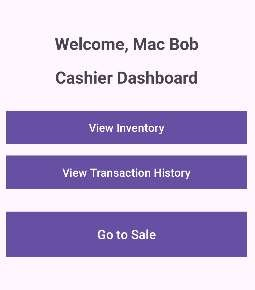 Welcome, Mac Bob
Cashier Dashboard
View Inventory
View Transaction History
Go to Sale